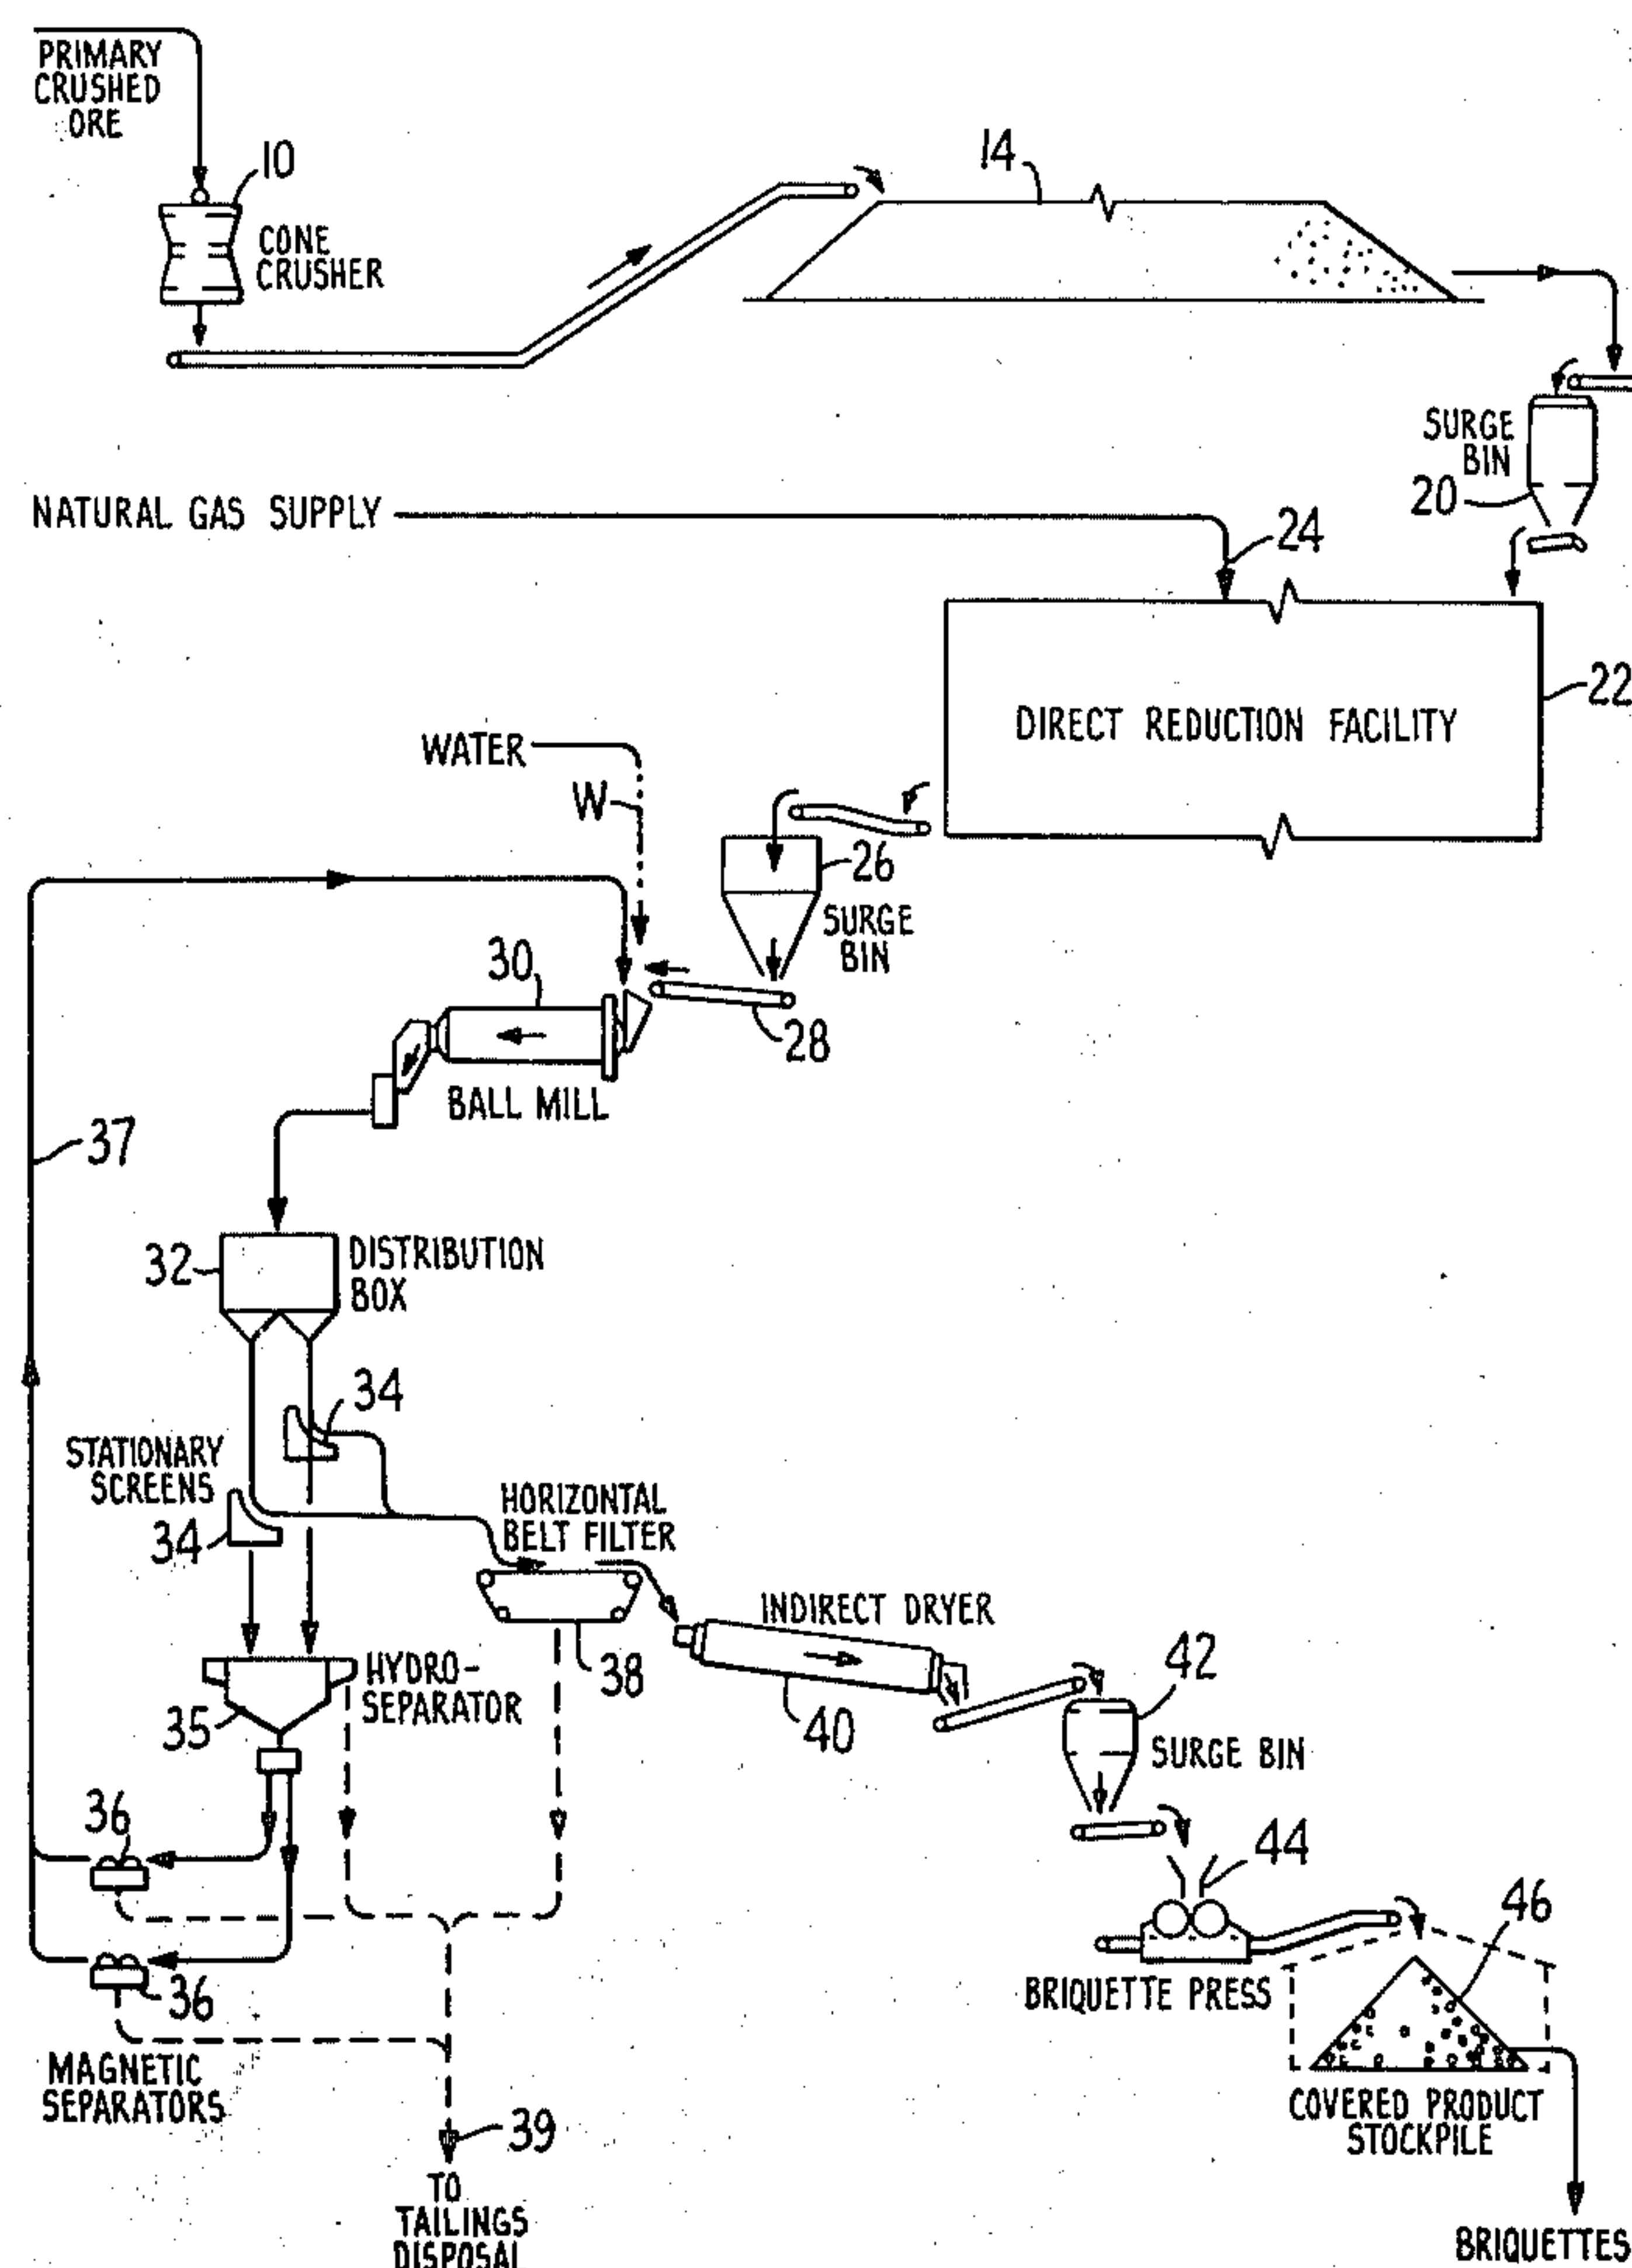 PRIMARY
CRUSHED
ORE
10
CONE
CRUSHER
14
SURGE
BIN
20
NATURAL GAS SUPPLY
24
22
DIRECT REDUCTION FACILITY
WATER
W
26
SURGE
BIN
30
28
BALL MILL
37
32
DISTRIBUTION
BOX
34
STATIONARY
SCREENS
34
HORIZONTAL
BELT FILTER
38
INDIRECT DRYER
40
42
SURGE BIN
HYDRO-
SEPARATOR
35
36
36
MAGNETIC
SEPARATORS
44
BRIQUETTE PRESS
46
COVERED PRODUCT
STOCKPILE
39
TO
TAILINGS
DISPOSAL
BRIQUETTES